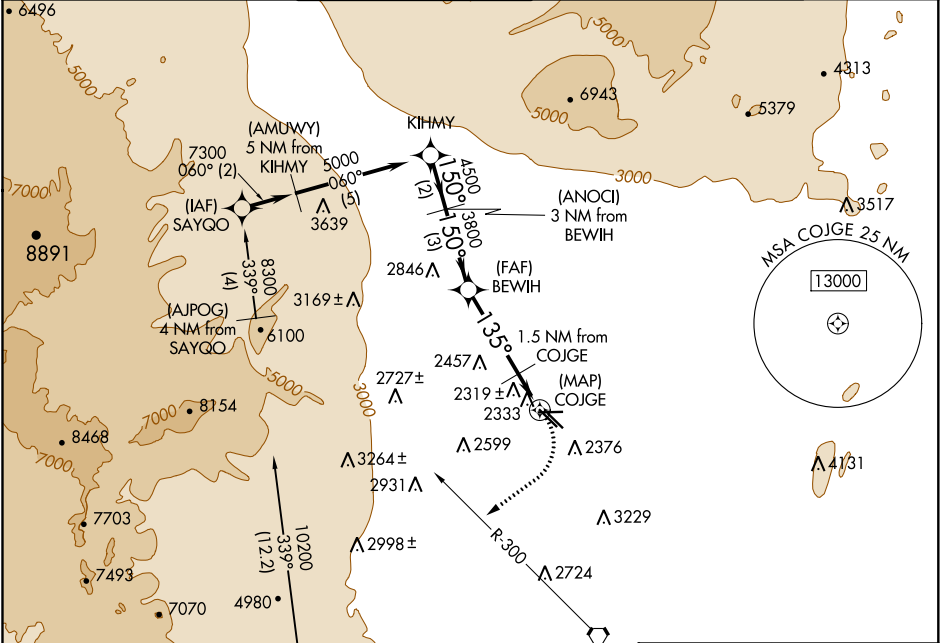 6496
5000
7000
8891
(AMUWY)
5 NM from
KIHMY
7300
060° (2)
5000
060°
(5)
(IAF)
SAYQO
3639
8300
339°
(4)
(AJPOG)
4 NM from
SAYQO
6100
KIHMY
4500
150°
(2)
3800
150°
(3)
(ANOCI)
3 NM from
BEWIH
(FAF)
BEWIH
2846
3169±
135°
1.5 NM from
COJGE
(MAP)
COJGE
2457
2319±
2333
2727±
2599
2376
5000
6943
5000
4313
5379
3000
3517
MSA COJGE 25 NM
13000
5000
3000
7000
8154
8468
7000
7703
7493
7070
4980
10200
339°
(12.2)
3264±
2931
2998±
R-300
3229
2724
4131